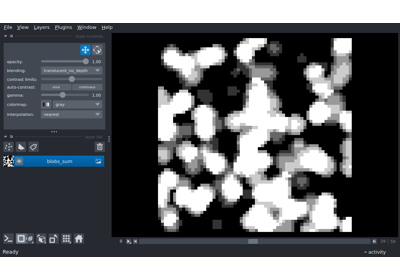 File View Layers Plugins Window Help
opacity: 1.00
blending: translucent_no_depth
contrast limits:
auto-contrast: once continuous
gamma: 1.00
colormap: gray
interpolation: nearest
blobs_sum
Ready
activity